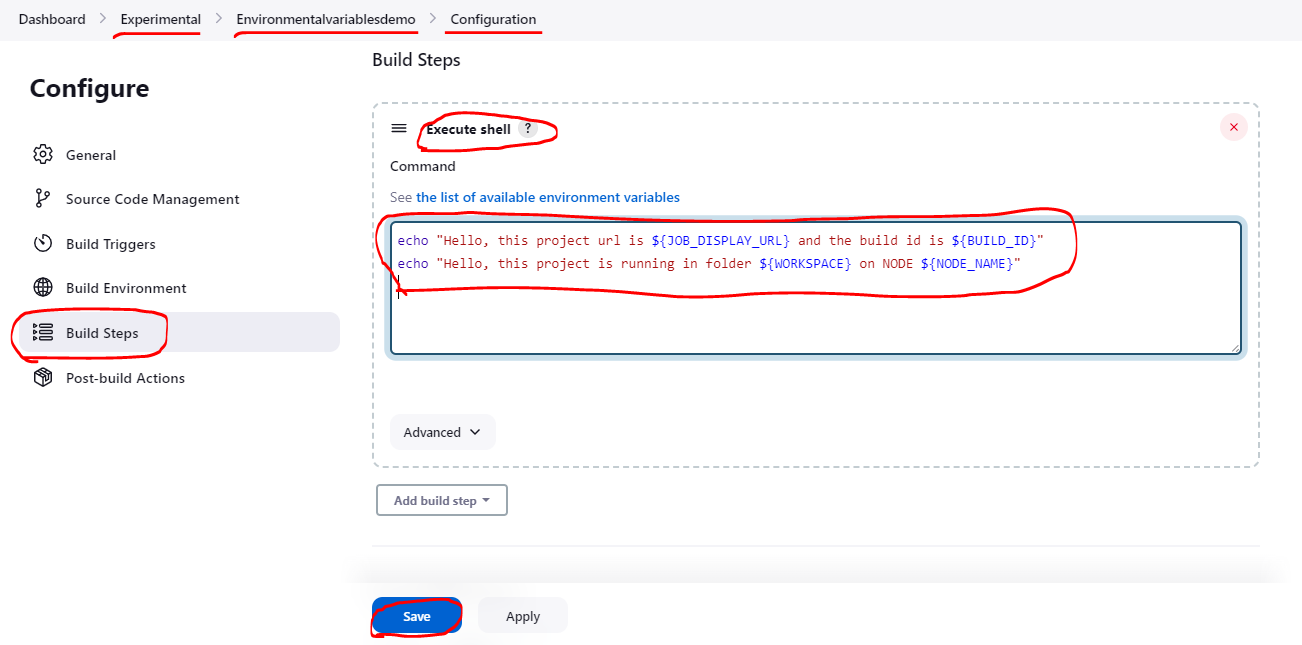 Dashboard > Experimental > Environmentalvariablesdemo > Configuration
Configure
General
Source Code Management
Build Triggers
Build Environment
Build Steps
Post-build Actions
Build Steps
Execute shell ?
Command
See the list of available environment variables
echo "Hello, this project url is ${JOB_DISPLAY_URL} and the build id is ${BUILD_ID}"
echo "Hello, this project is running in folder ${WORKSPACE} on NODE ${NODE_NAME}"
Advanced
Add build step
Save
Apply